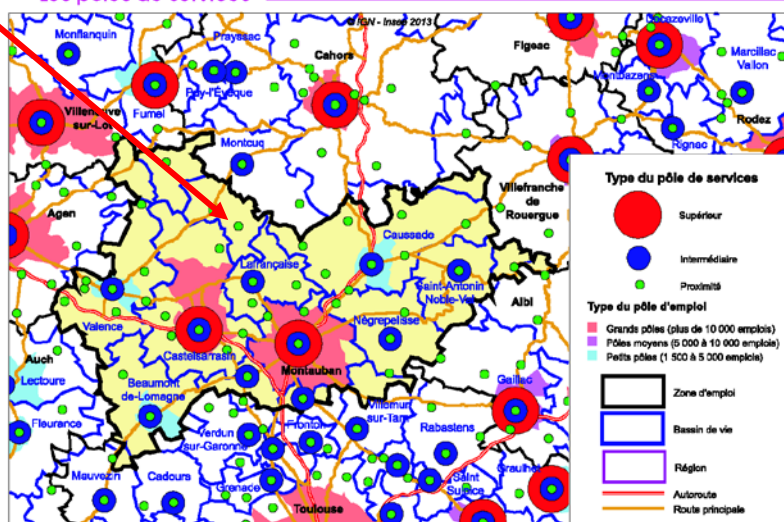 Les pôles de services
© IGN - Insee 2013
Monflanquin
Prayssac
Cahors
Figeac
Decazeville
Marcillac
Vallon
Montbazens
Puy-l'Évêque
Fumel
Villeneuve
sur-Lot
Rodez
Rignac
Montcuq
Villefranche
de
Rouergue
Agen
Caussade
Lafrançaise
Saint-Antonin
Noble-Val
Albi
Valence
Nègrepelisse
Castelsarrasin
Montauban
Auch
Lectoure
Beaumont
de-Lomagne
Gaillac
Fleurance
Verdun
sur-Garonne
Fronton
Villemur
sur-Tarn
Rabastens
Mauvezin
Cadours
Grenade
Saint
Sulpice
Graulhet
Toulouse
Type du pôle de services
Supérieur
Intermédiaire
Proximité
Type du pôle d'emploi
Grands pôles (plus de 10 000 emplois)
Pôles moyens (5 000 à 10 000 emplois)
Petits pôles (1 500 à 5 000 emplois)
Zone d'emploi
Bassin de vie
Région
Autoroute
Route principale